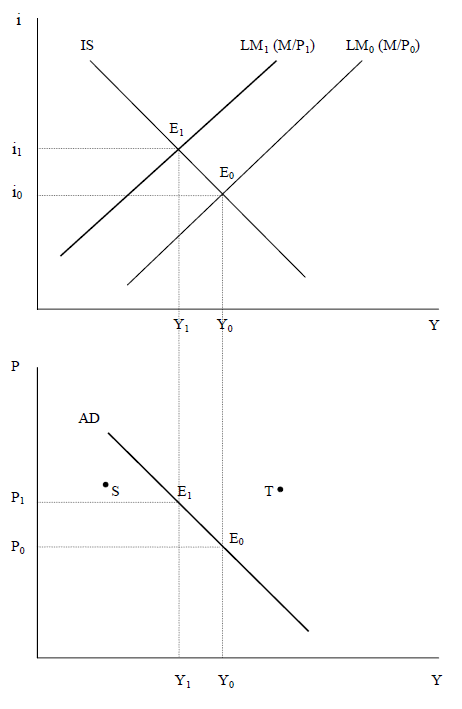 i
IS
LM₁ (M/P₁)
LM₀ (M/P₀)
E₁
i₁
E₀
i₀
Y₁
Y₀
Y
P
AD
S
T
P₁
E₁
P₀
E₀
Y₁
Y₀
Y